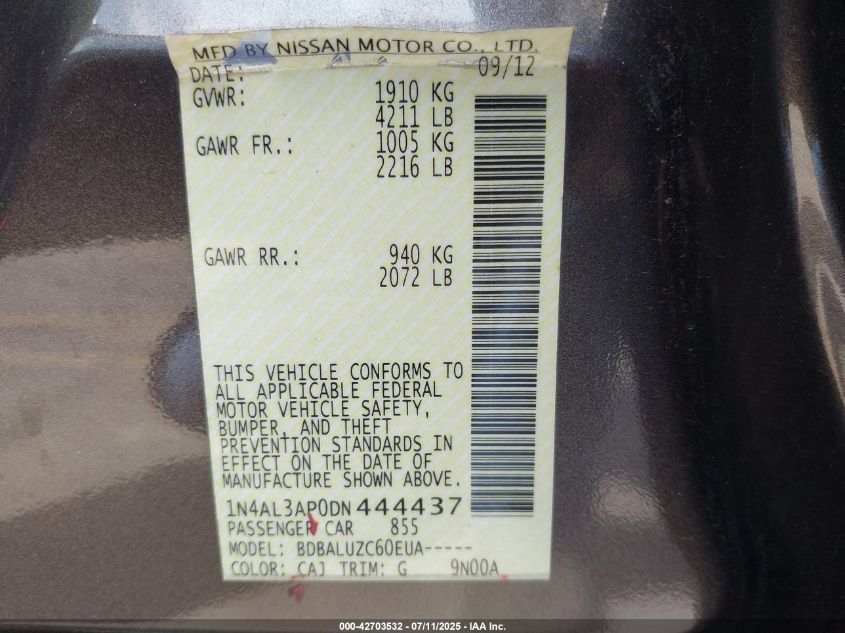 MFD BY NISSAN MOTOR CO., LTD.
DATE: 09/12
GVWR: 1910 KG
4211 LB
GAWR FR.: 1005 KG
2216 LB
GAWR RR.: 940 KG
2072 LB
THIS VEHICLE CONFORMS TO
ALL APPLICABLE FEDERAL
MOTOR VEHICLE SAFETY,
BUMPER, AND THEFT
PREVENTION STANDARDS IN
EFFECT ON THE DATE OF
MANUFACTURE SHOWN ABOVE.
1N4AL3AP0DN444437
PASSENGER CAR 855
MODEL: BDBALUZC60EUA-----
COLOR: CAJ TRIM: G 9N00A
000-42703532 - 07/11/2025 - IAA Inc.